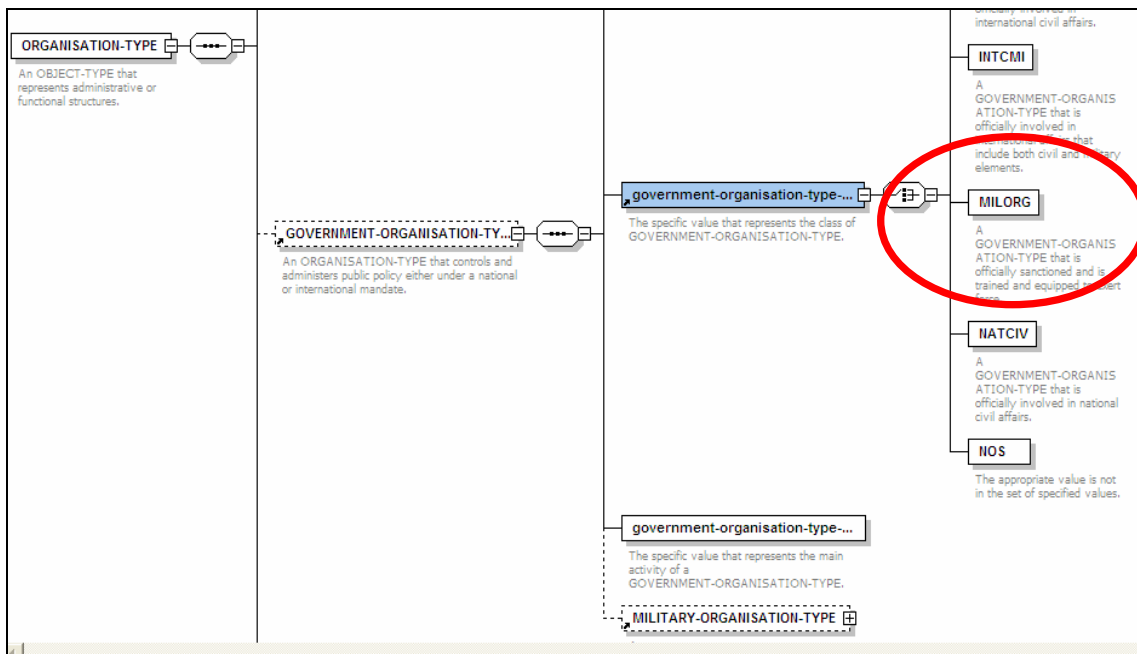 ORGANISATION-TYPE
An OBJECT-TYPE that
represents administrative or
functional structures.
GOVERNMENT-ORGANISATION-TY...
An ORGANISATION-TYPE that controls and
administers public policy either under a national
or international mandate.
government-organisation-type-...
The specific value that represents the class of
GOVERNMENT-ORGANISATION-TYPE.
international civil affairs.
INTCMI
A
GOVERNMENT-ORGANIS
ATION-TYPE that is
officially involved in
international affairs that
include both civil and military
elements.
MILORG
A
GOVERNMENT-ORGANIS
ATION-TYPE that is
officially sanctioned and is
trained and equipped to exert
force.
NATCIV
A
GOVERNMENT-ORGANIS
ATION-TYPE that is
officially involved in national
civil affairs.
NOS
The appropriate value is not
in the set of specified values.
government-organisation-type-...
The specific value that represents the main
activity of a
GOVERNMENT-ORGANISATION-TYPE.
MILITARY-ORGANISATION-TYPE